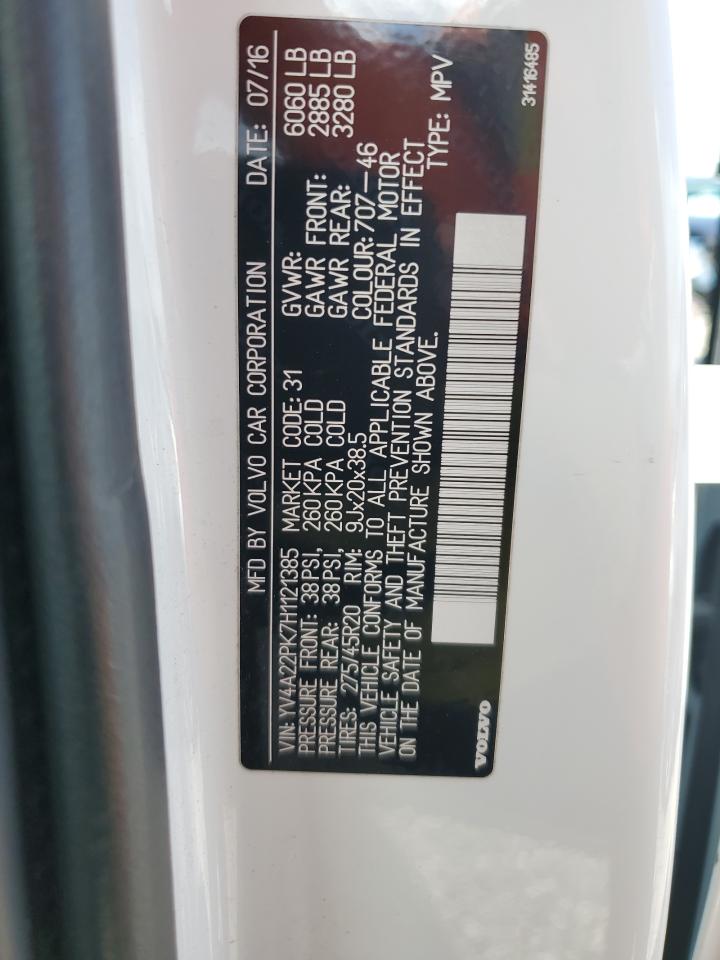 MFD BY VOLVO CAR CORPORATION DATE: 07/16
VIN: YV4A22PK7H1121385 MARKET CODE: 31 GVWR: 6060 LB
PRESSURE FRONT: 38PSI, 260KPA COLD GAWR FRONT: 2885 LB
PRESSURE REAR: 38PSI, 260KPA COLD GAWR REAR: 3280 LB
TIRES: 275/45R20 RIM: 9Jx20x38.5 COLOUR: 707-46
THIS VEHICLE CONFORMS TO ALL APPLICABLE FEDERAL MOTOR
VEHICLE SAFETY AND THEFT PREVENTION STANDARDS IN EFFECT
ON THE DATE OF MANUFACTURE SHOWN ABOVE. TYPE: MPV
VOLVO
31416485